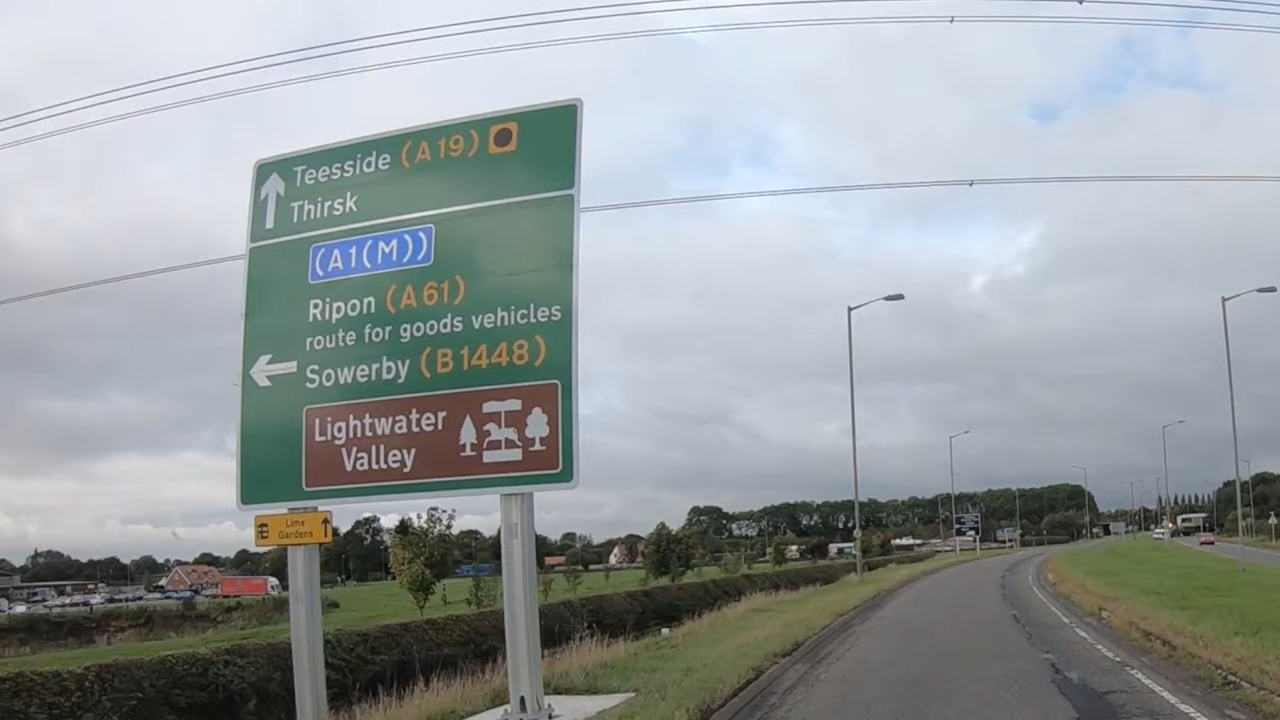 Teesside (A19)
Thirsk
(A1(M))
Ripon (A61)
route for goods vehicles
Sowerby (B1448)
Lightwater
Valley
Lime
Gardens